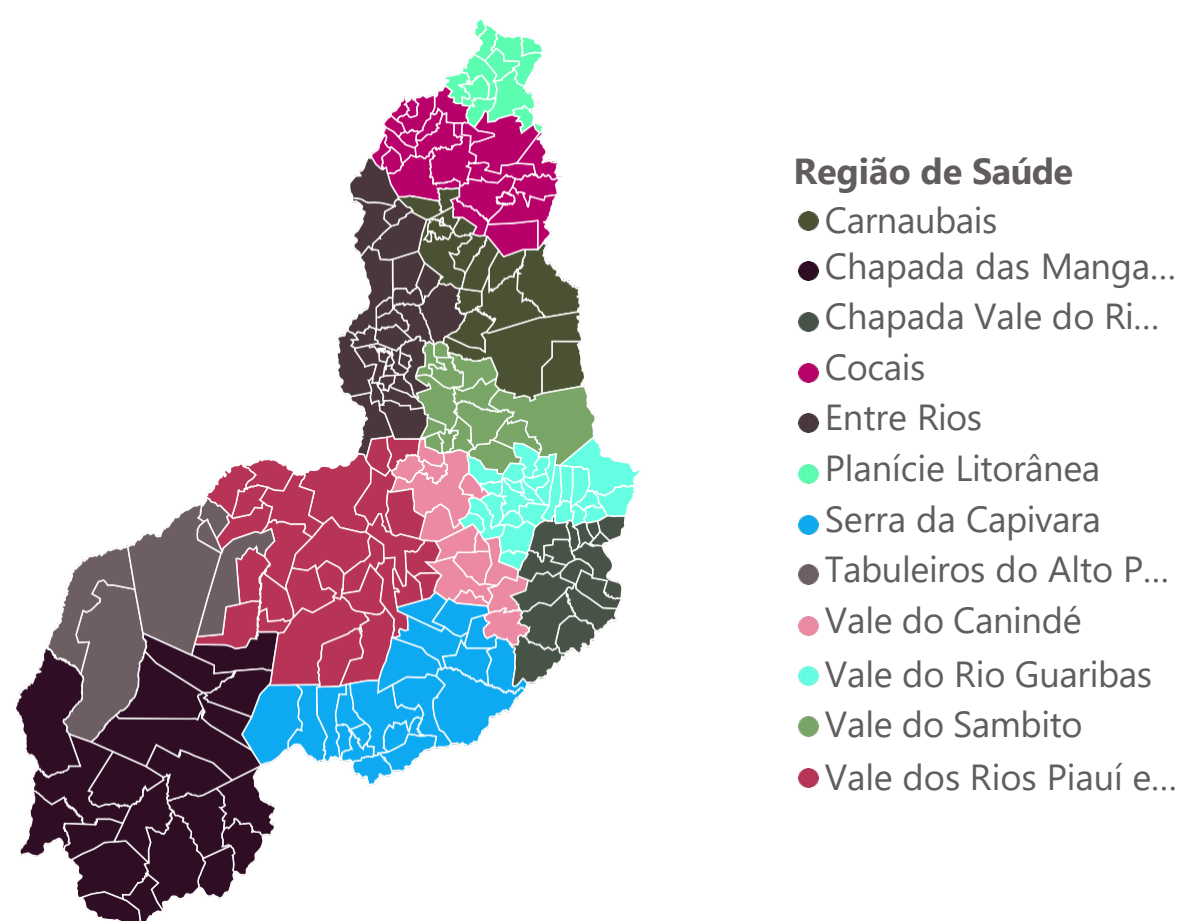 Região de Saúde
Carnaubais
Chapada das Manga...
Chapada Vale do Ri...
Cocais
Entre Rios
Planície Litorânea
Serra da Capivara
Tabuleiros do Alto P...
Vale do Canindé
Vale do Rio Guaribas
Vale do Sambito
Vale dos Rios Piauí e...